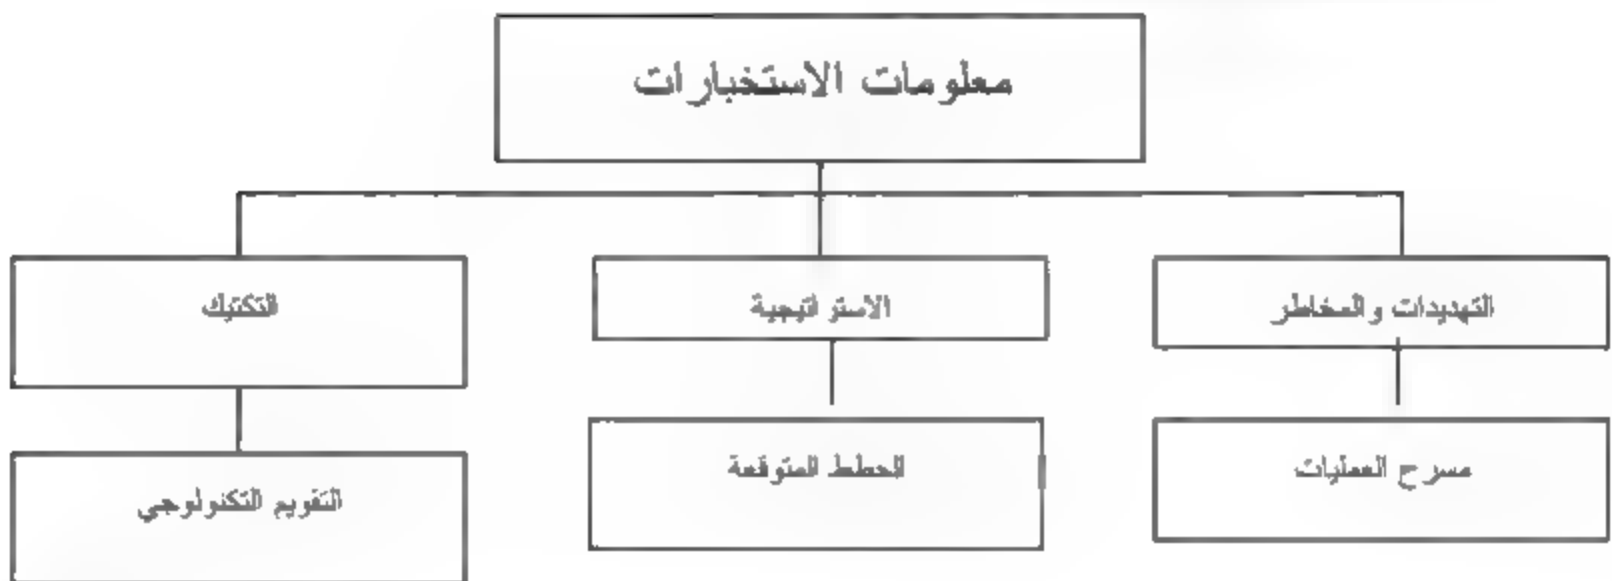 معلومات الاستخبارات
التهديدات والمخاطر
الاستراتيجية
التكتيك
مسرح العمليات
الخطط المتوقعة
التقويم التكنولوجي